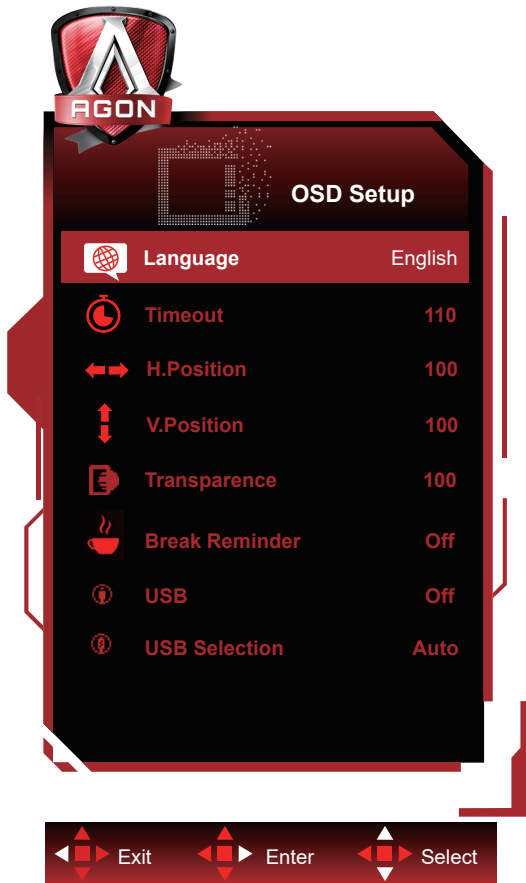 AGON
OSD Setup
Language English
Timeout 110
H.Position 100
V.Position 100
Transparence 100
Break Reminder Off
USB Off
USB Selection Auto
Exit Enter Select